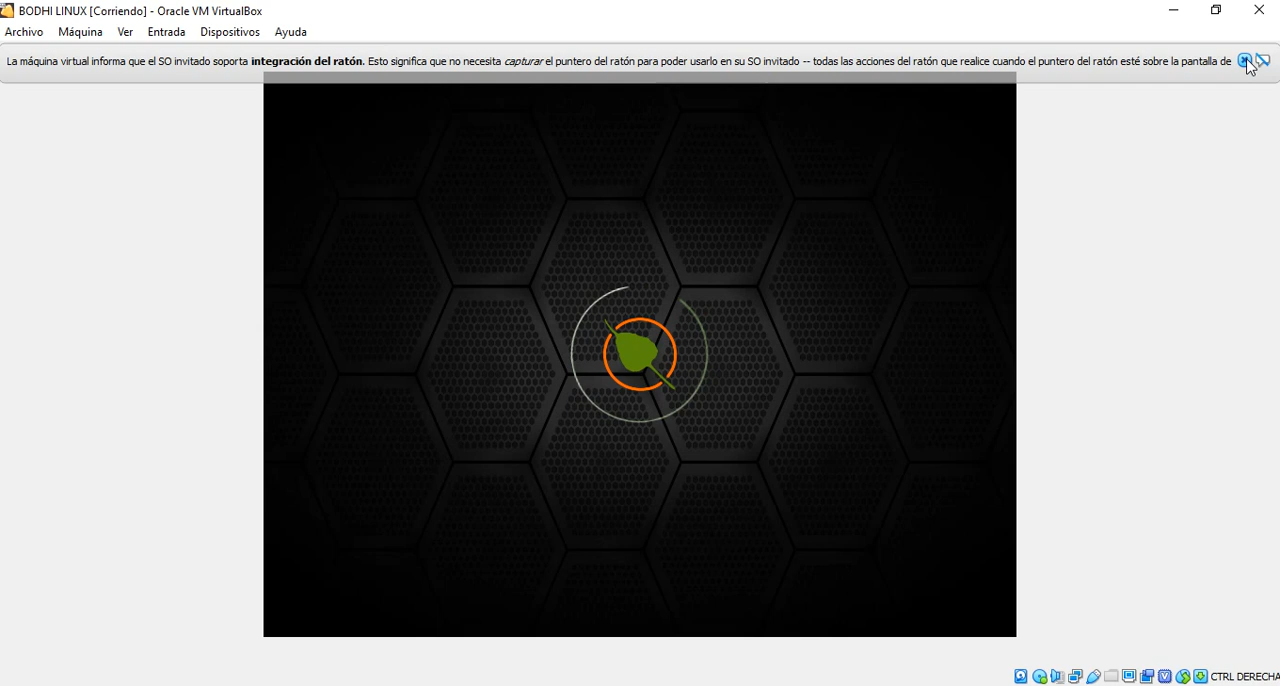 BODHI LINUX [Corriendo] - Oracle VM VirtualBox
Archivo Máquina Ver Entrada Dispositivos Ayuda
La máquina virtual informa que el SO invitado soporta integración del ratón. Esto significa que no necesita capturar el puntero del ratón para poder usarlo en su SO invitado -- todas las acciones del ratón que realice cuando el puntero del ratón esté sobre la pantalla de
CTRL DERECHA